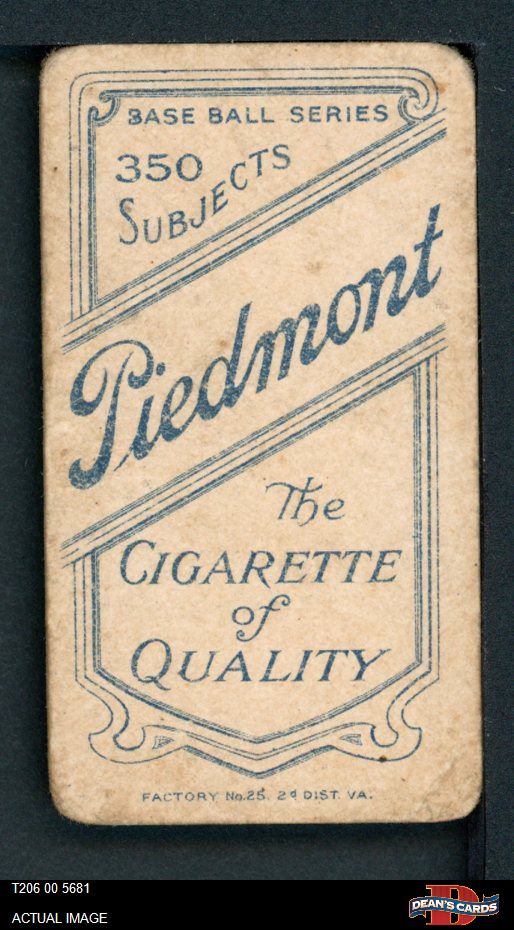 BASE BALL SERIES
350
SUBJECTS
Piedmont
The
CIGARETTE
of
QUALITY
FACTORY No. 25. 2d DIST. VA.
T206 00 5681
ACTUAL IMAGE
D
DEAN'S CARDS